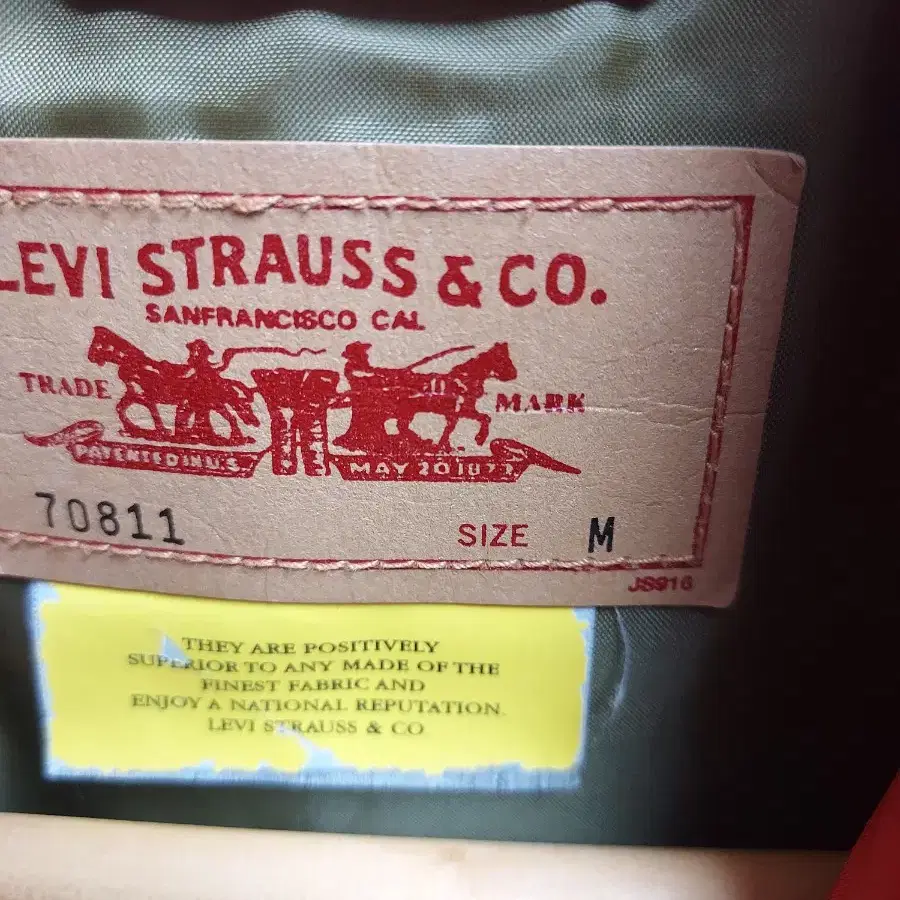 LEVI STRAUSS & CO.
SANFRANCISCO CAL
TRADE MARK
PATENTED IN U.S. MAY 20 1873
70811 SIZE M
JS916
THEY ARE POSITIVELY
SUPERIOR TO ANY MADE OF THE
FINEST FABRIC AND
ENJOY A NATIONAL REPUTATION.
LEVI STRAUSS & CO